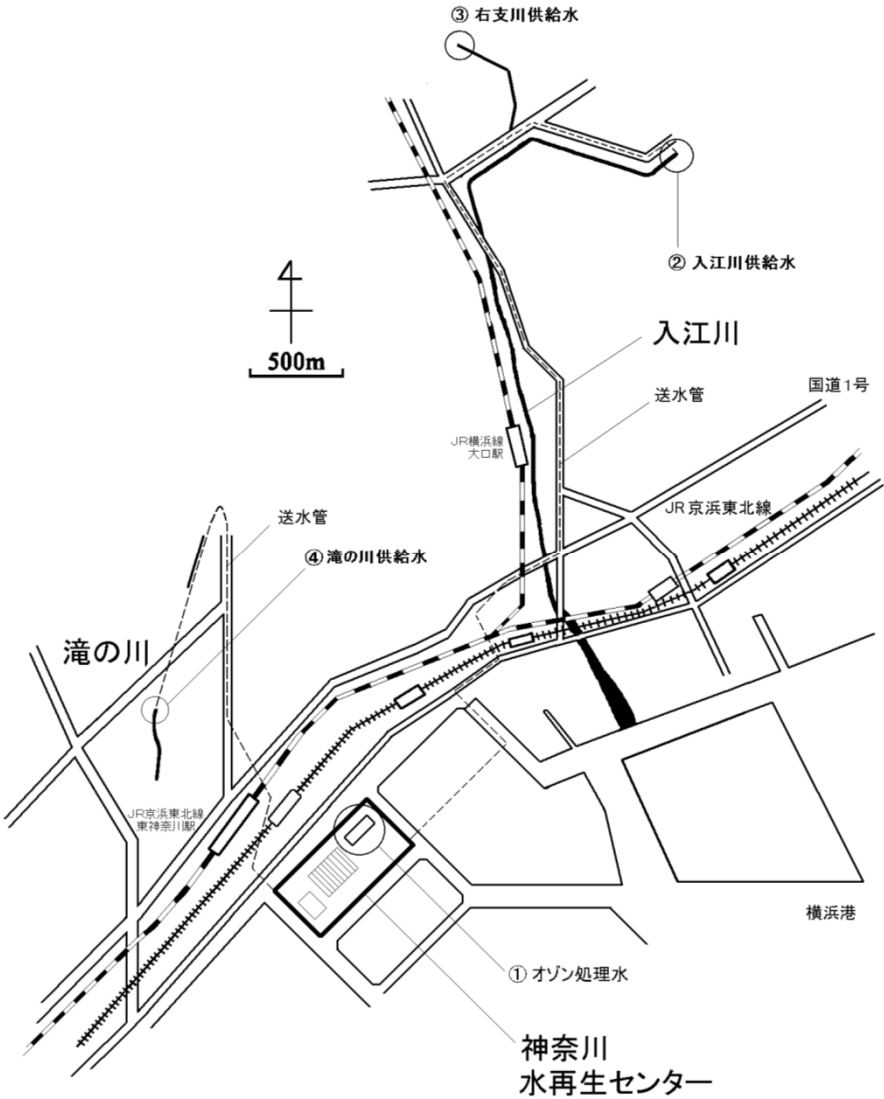 ③ 右支川供給水
② 入江川供給水
500m
入江川
送水管
国道1号
JR横浜線
大口駅
JR京浜東北線
送水管
④滝の川供給水
滝の川
JR京浜東北線
東神奈川駅
横浜港
① オゾン処理水
神奈川
水再生センター